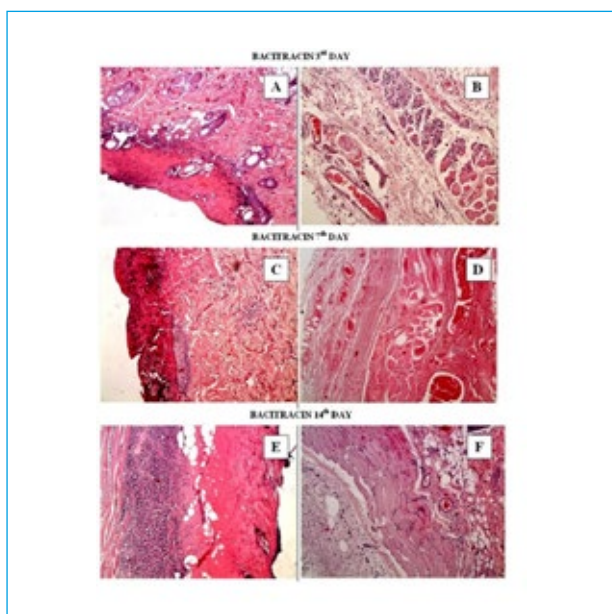 BACITRACIN 3rd DAY
A B
BACITRACIN 7th DAY
C D
BACITRACIN 14th DAY
E F